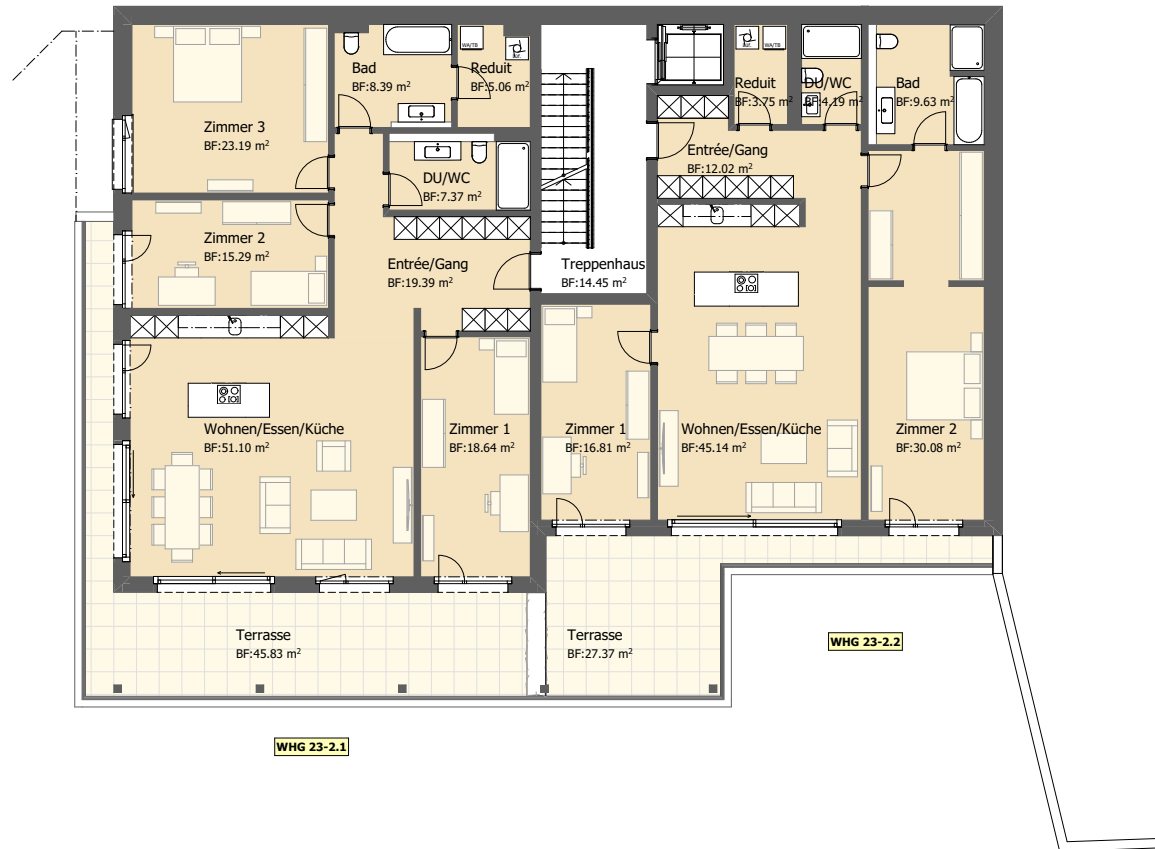 Bad
BF:8.39 m²
WA/TB
Reduit
BF:5.06 m²
Zimmer 3
BF:23.19 m²
DU/WC
BF:7.37 m²
Zimmer 2
BF:15.29 m²
Entrée/Gang
BF:19.39 m²
Treppenhaus
BF:14.45 m²
Wohnen/Essen/Küche
BF:51.10 m²
Zimmer 1
BF:18.64 m²
Terrasse
BF:45.83 m²
WHG 23-2.1
WA/TB
Reduit
BF:3.75 m²
DU/WC
BF:4.19 m²
Bad
BF:9.63 m²
Entrée/Gang
BF:12.02 m²
Zimmer 1
BF:16.81 m²
Wohnen/Essen/Küche
BF:45.14 m²
Zimmer 2
BF:30.08 m²
Terrasse
BF:27.37 m²
WHG 23-2.2